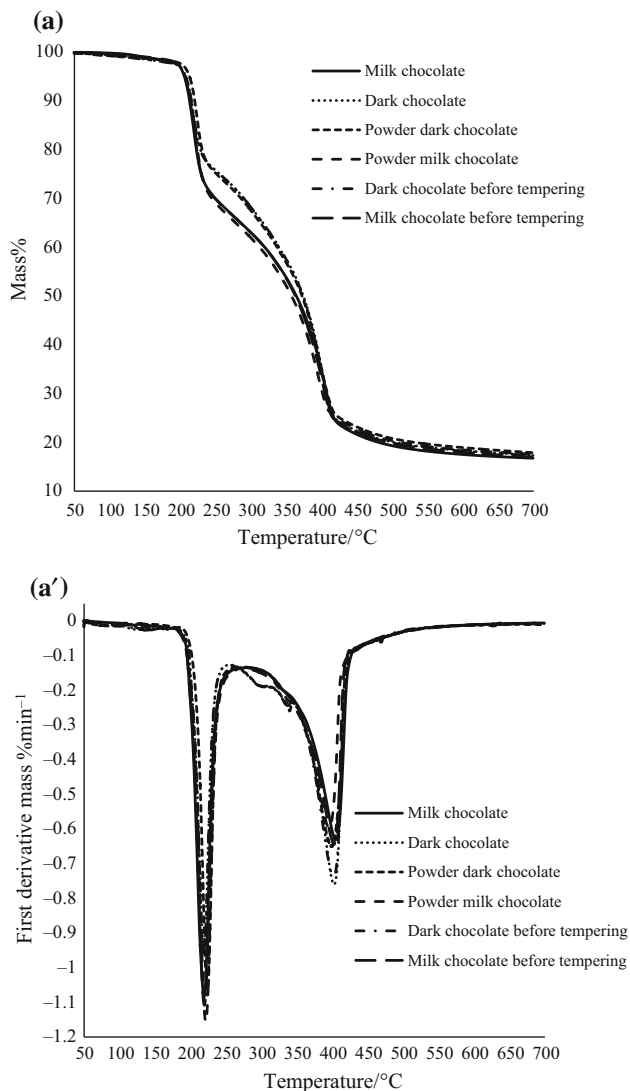 (a)
100
90
80
70
60
50
40
30
20
10
Mass%
Milk chocolate
Dark chocolate
Powder dark chocolate
Powder milk chocolate
Dark chocolate before tempering
Milk chocolate before tempering
50 100 150 200 250 300 350 400 450 500 550 600 650 700
Temperature/°C
(a′)
0
–0.1
–0.2
–0.3
–0.4
–0.5
–0.6
–0.7
–0.8
–0.9
–1
–1.1
–1.2
First derivative mass %min⁻¹
Milk chocolate
Dark chocolate
Powder dark chocolate
Powder milk chocolate
Dark chocolate before tempering
Milk chocolate before tempering
50 100 150 200 250 300 350 400 450 500 550 600 650 700
Temperature/°C